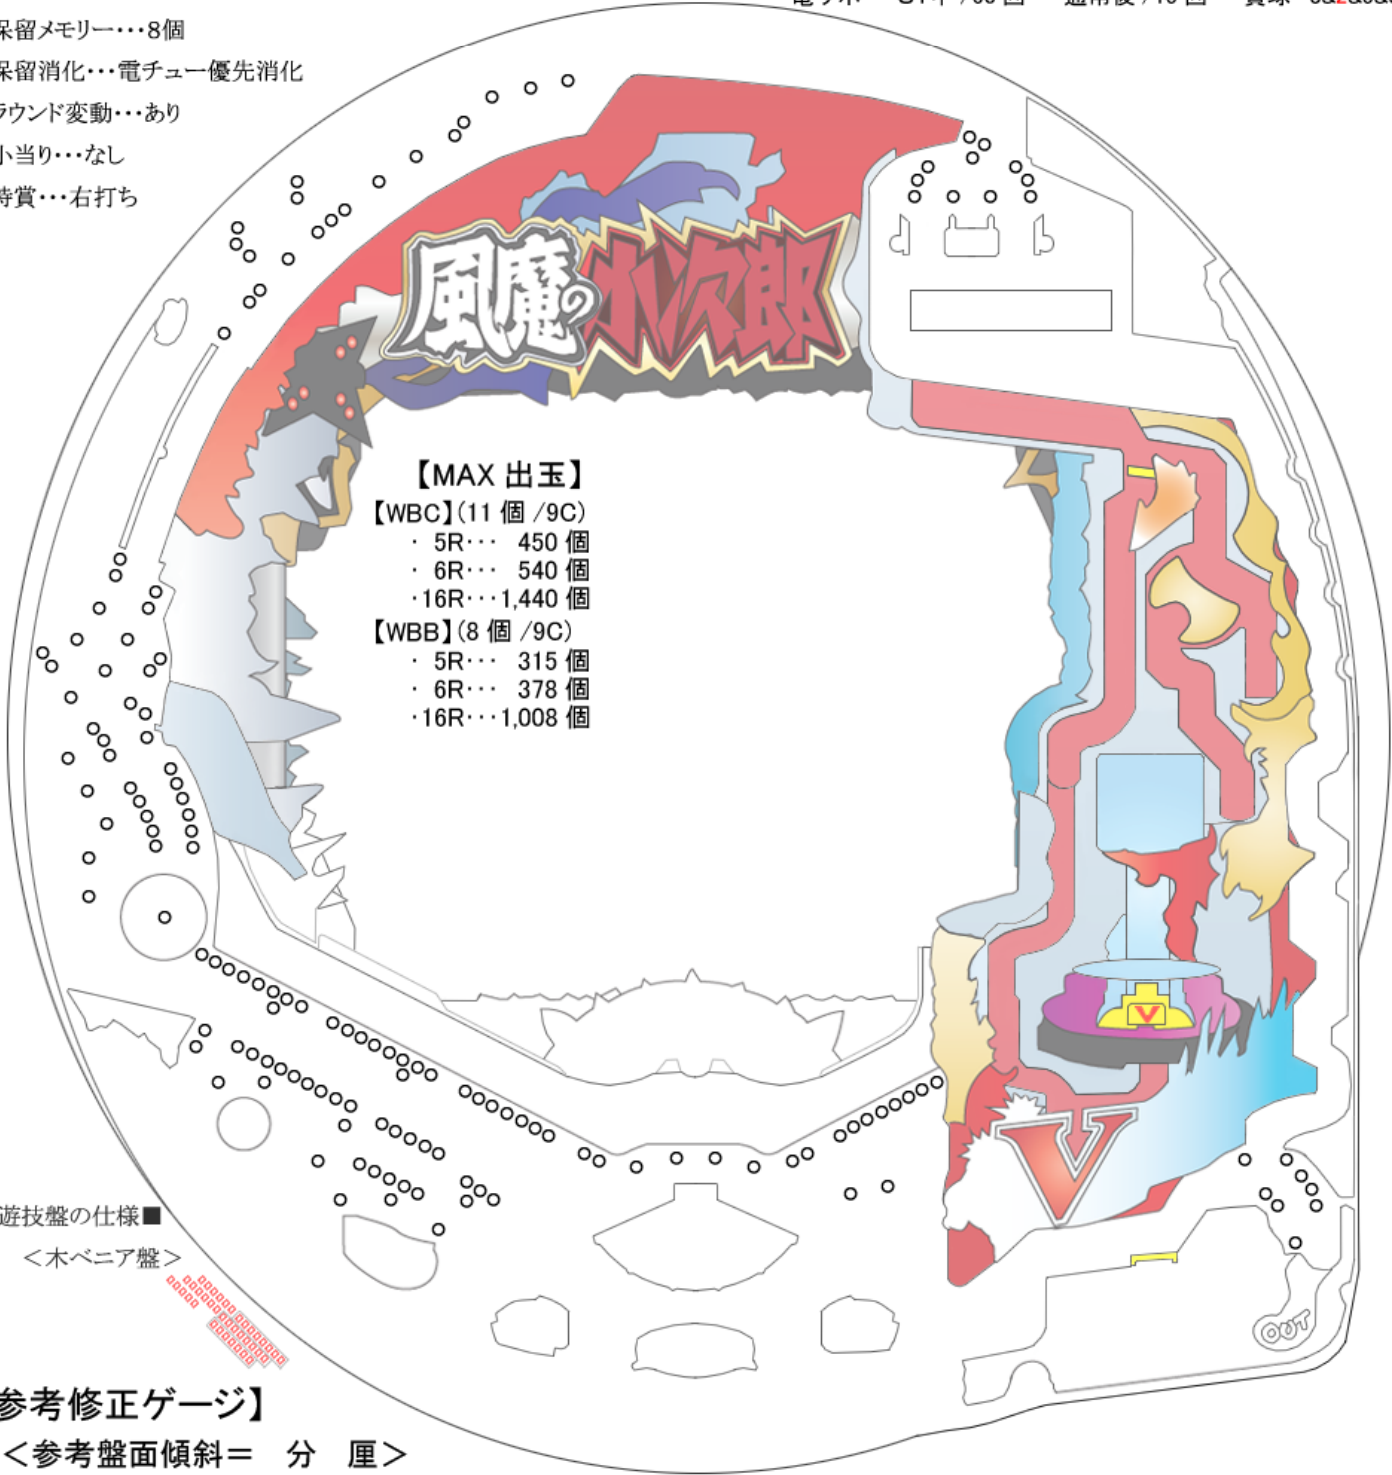 保留メモリー・・・8個
保留消化・・・電チュー優先消化
ラウンド変動・・・あり
小当り・・・なし
特賞・・・右打ち
風魔の小次郎
【MAX 出玉】
【WBC】(11 個 /9C)
・ 5R・・・ 450 個
・ 6R・・・ 540 個
・16R・・・1,440 個
【WBB】(8 個 /9C)
・ 5R・・・ 315 個
・ 6R・・・ 378 個
・16R・・・1,008 個
V
V
遊技盤の仕様■
＜木ベニア盤＞
OUT
参考修正ゲージ】
＜参考盤面傾斜＝ 分 厘＞